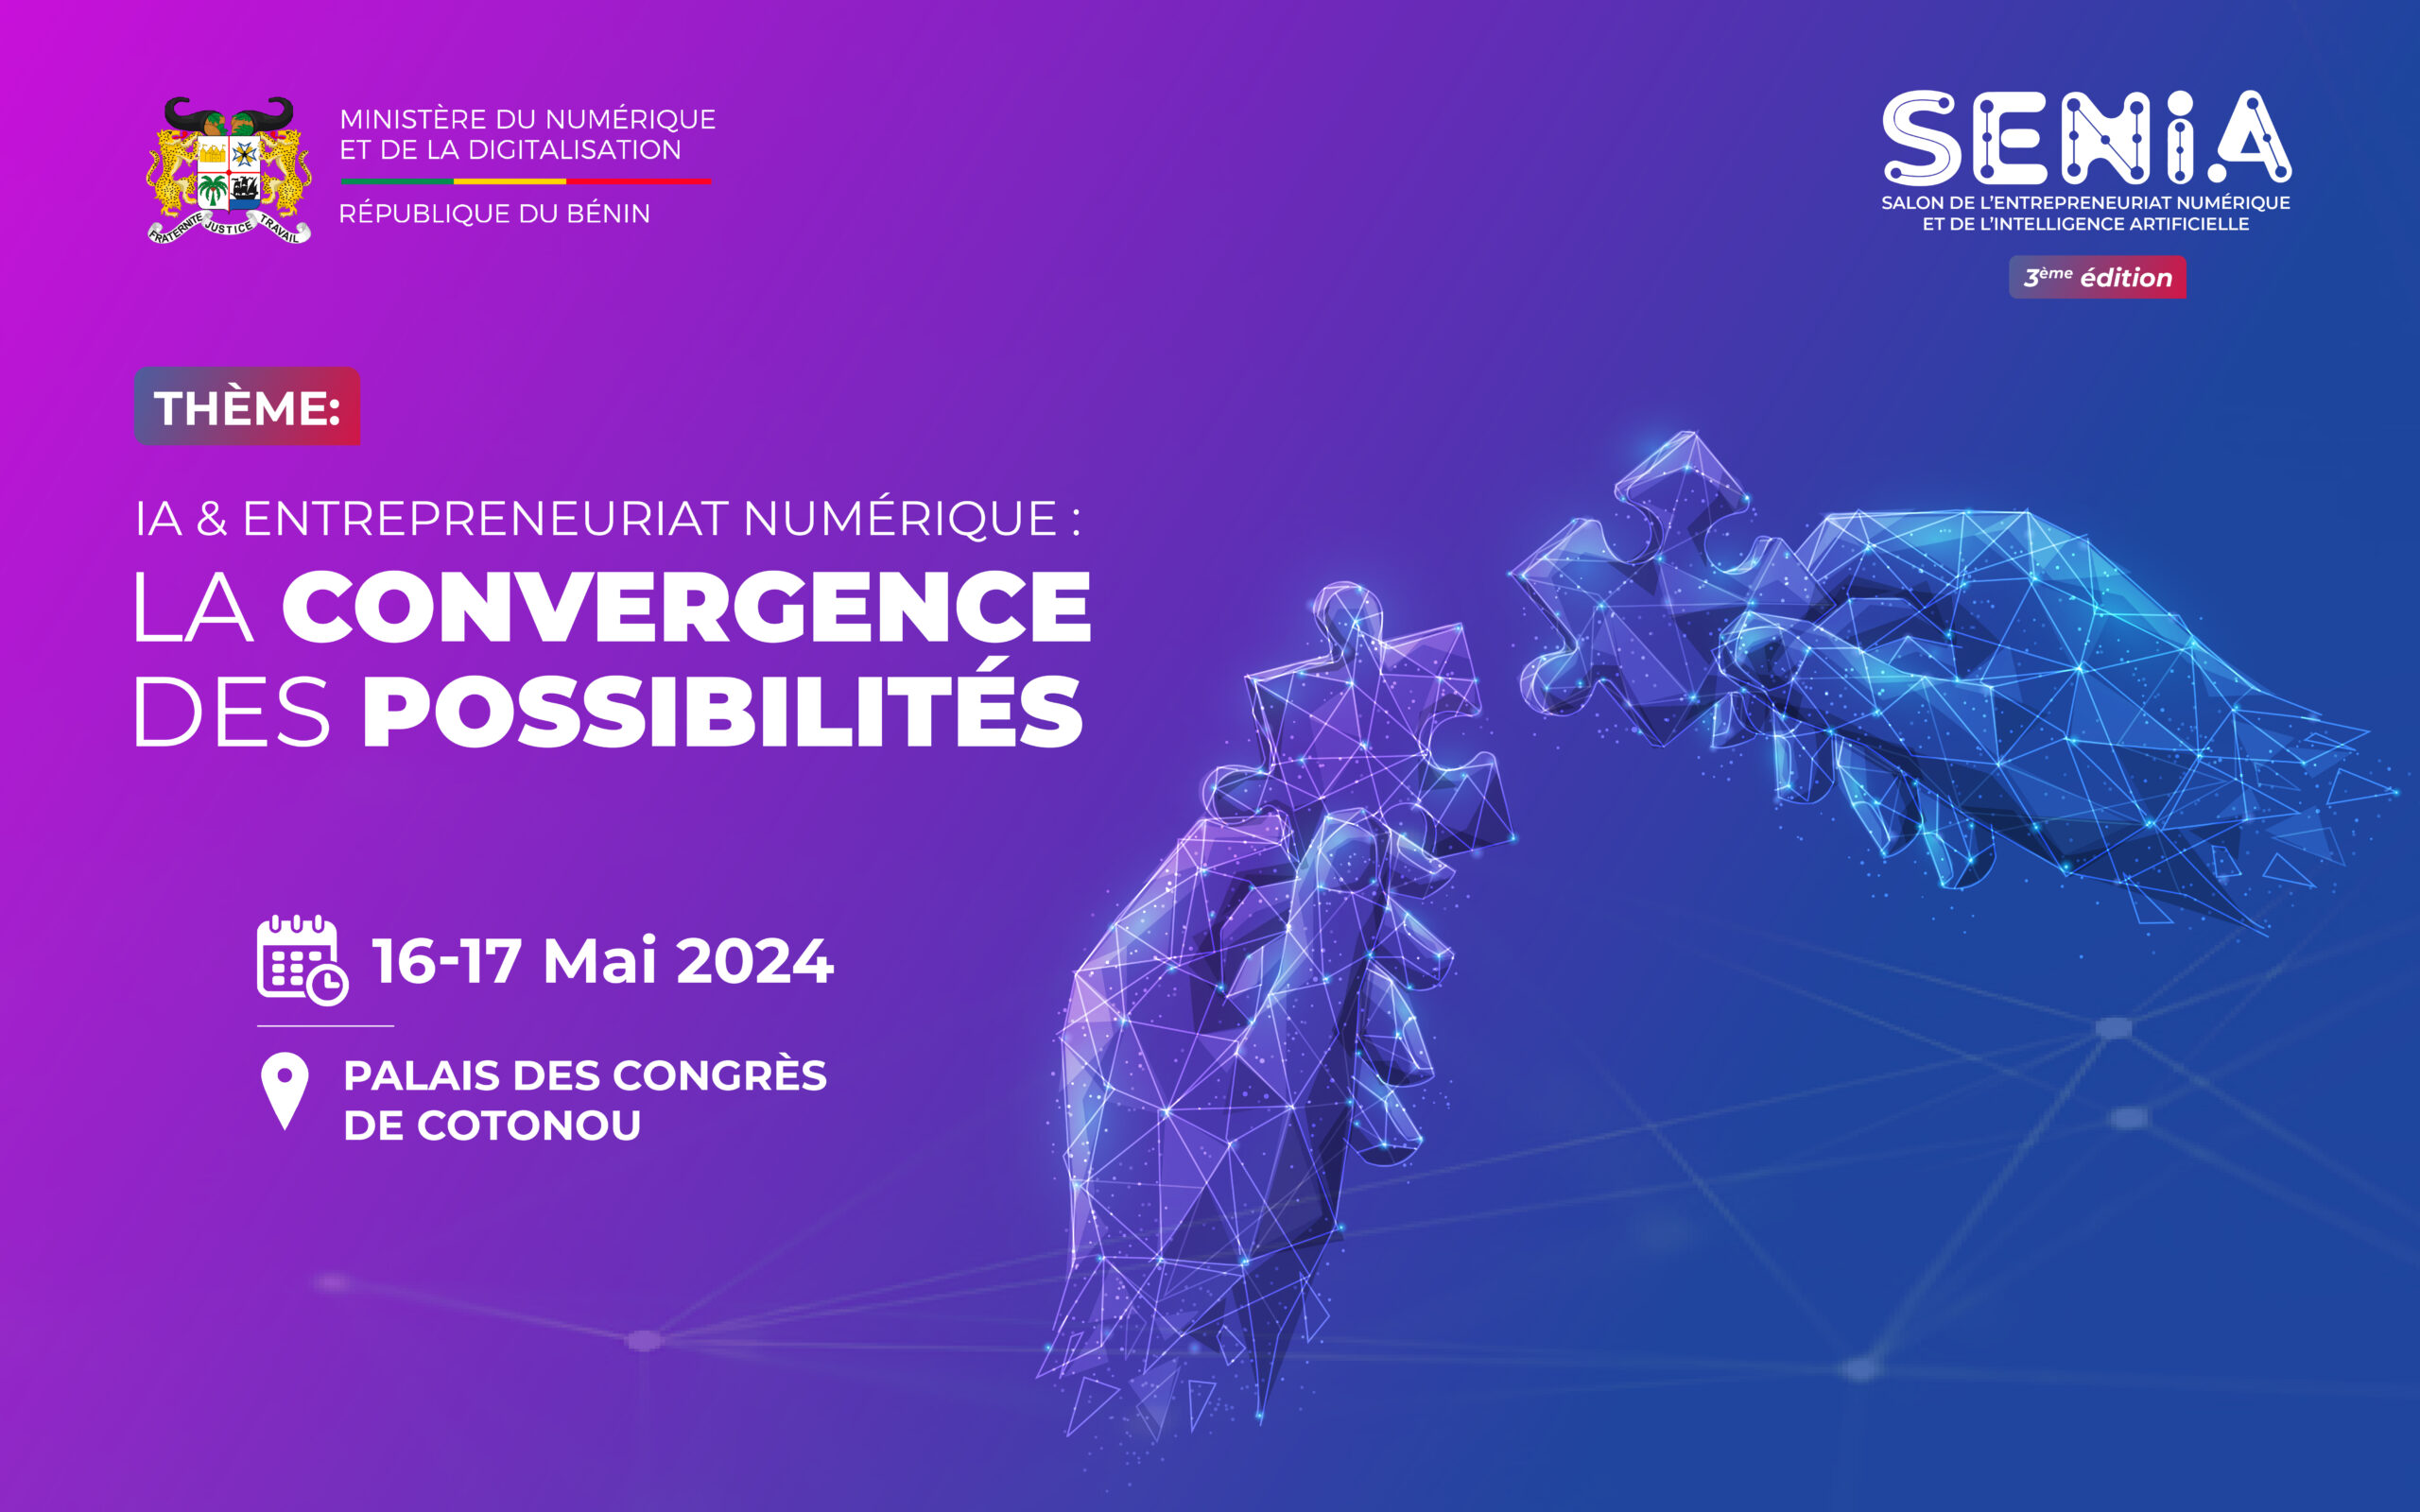 MINISTÈRE DU NUMÉRIQUE
ET DE LA DIGITALISATION
RÉPUBLIQUE DU BÉNIN
FRATERNITÉ JUSTICE TRAVAIL
SENiA
SALON DE L'ENTREPRENEURIAT NUMÉRIQUE
ET DE L'INTELLIGENCE ARTIFICIELLE
3ème édition
THÈME:
IA & ENTREPRENEURIAT NUMÉRIQUE :
LA CONVERGENCE
DES POSSIBILITÉS
16-17 Mai 2024
PALAIS DES CONGRÈS
DE COTONOU